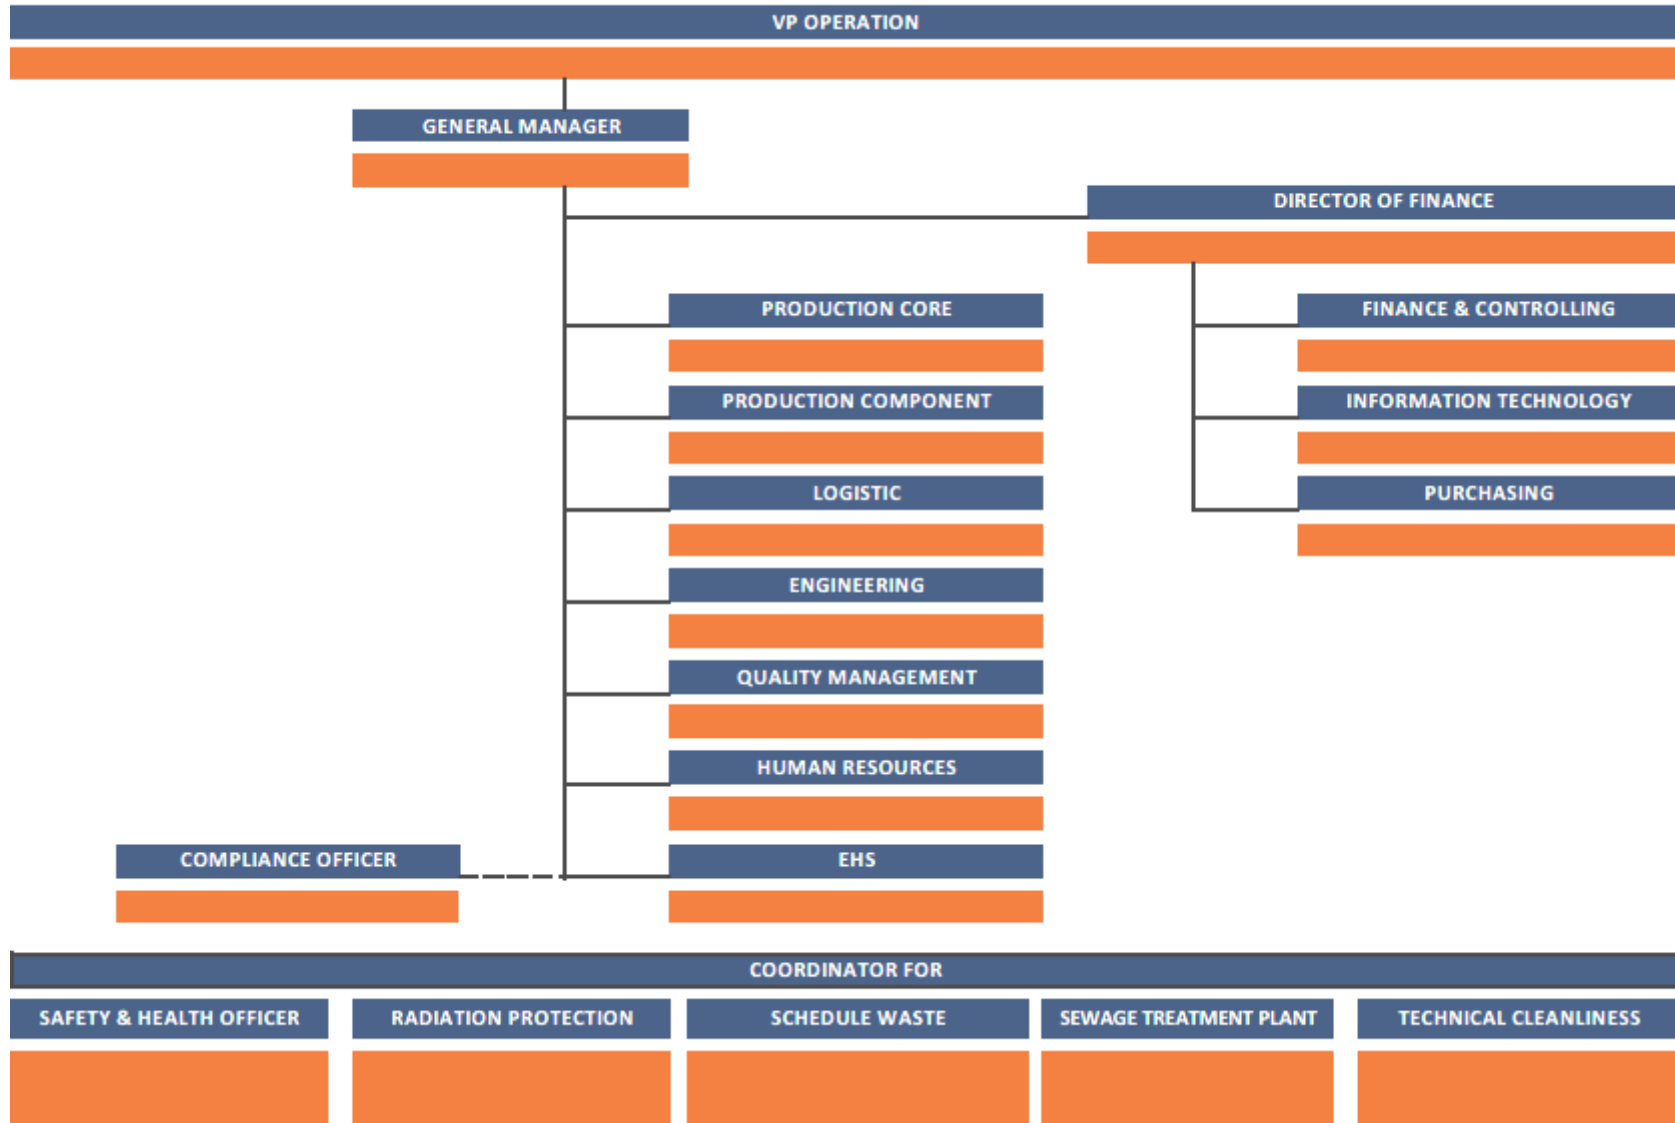 VP OPERATION
GENERAL MANAGER
DIRECTOR OF FINANCE
PRODUCTION CORE
FINANCE & CONTROLLING
PRODUCTION COMPONENT
INFORMATION TECHNOLOGY
LOGISTIC
PURCHASING
ENGINEERING
QUALITY MANAGEMENT
HUMAN RESOURCES
COMPLIANCE OFFICER
EHS
COORDINATOR FOR
SAFETY & HEALTH OFFICER
RADIATION PROTECTION
SCHEDULE WASTE
SEWAGE TREATMENT PLANT
TECHNICAL CLEANLINESS